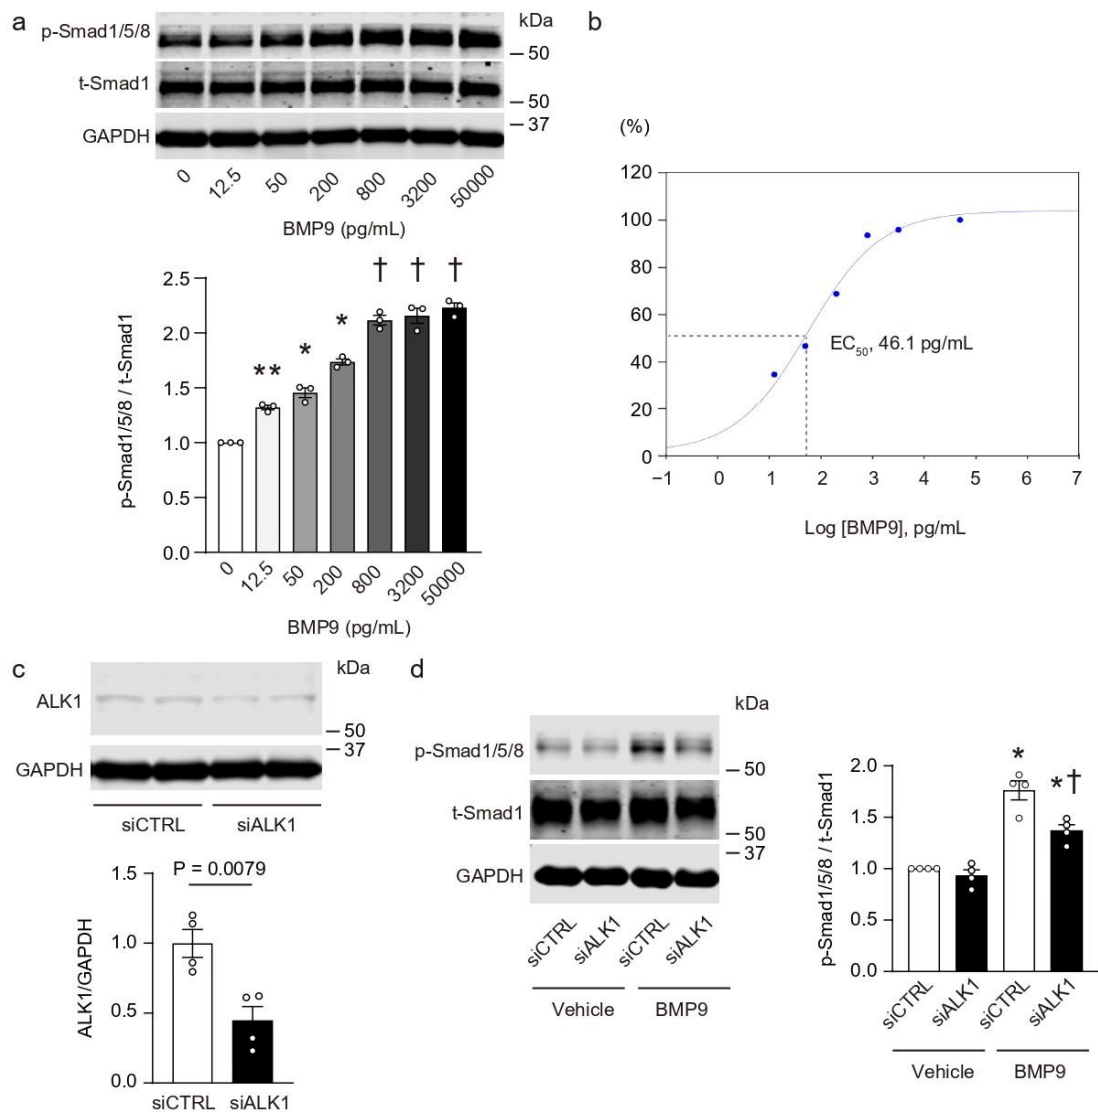 a
p-Smad1/5/8
kDa
50
t-Smad1
50
GAPDH
37
0 12.5 50 200 800 3200 50000
BMP9 (pg/mL)
p-Smad1/5/8 / t-Smad1
2.5
2.0
1.5
1.0
0.5
0.0
** * * † † †
0 12.5 50 200 800 3200 50000
BMP9 (pg/mL)
b
(%)
120
100
80
60
40
20
0
EC50, 46.1 pg/mL
−1 0 1 2 3 4 5 6 7
Log [BMP9], pg/mL
c
kDa
ALK1
50
37
GAPDH
siCTRL siALK1
P = 0.0079
ALK1/GAPDH
1.5
1.0
0.5
0.0
siCTRL siALK1
d
kDa
p-Smad1/5/8
50
t-Smad1
50
37
GAPDH
siCTRL siALK1 siCTRL siALK1
Vehicle BMP9
p-Smad1/5/8 / t-Smad1
2.0
1.5
1.0
0.5
0.0
* *†
siCTRL siALK1 siCTRL siALK1
Vehicle BMP9